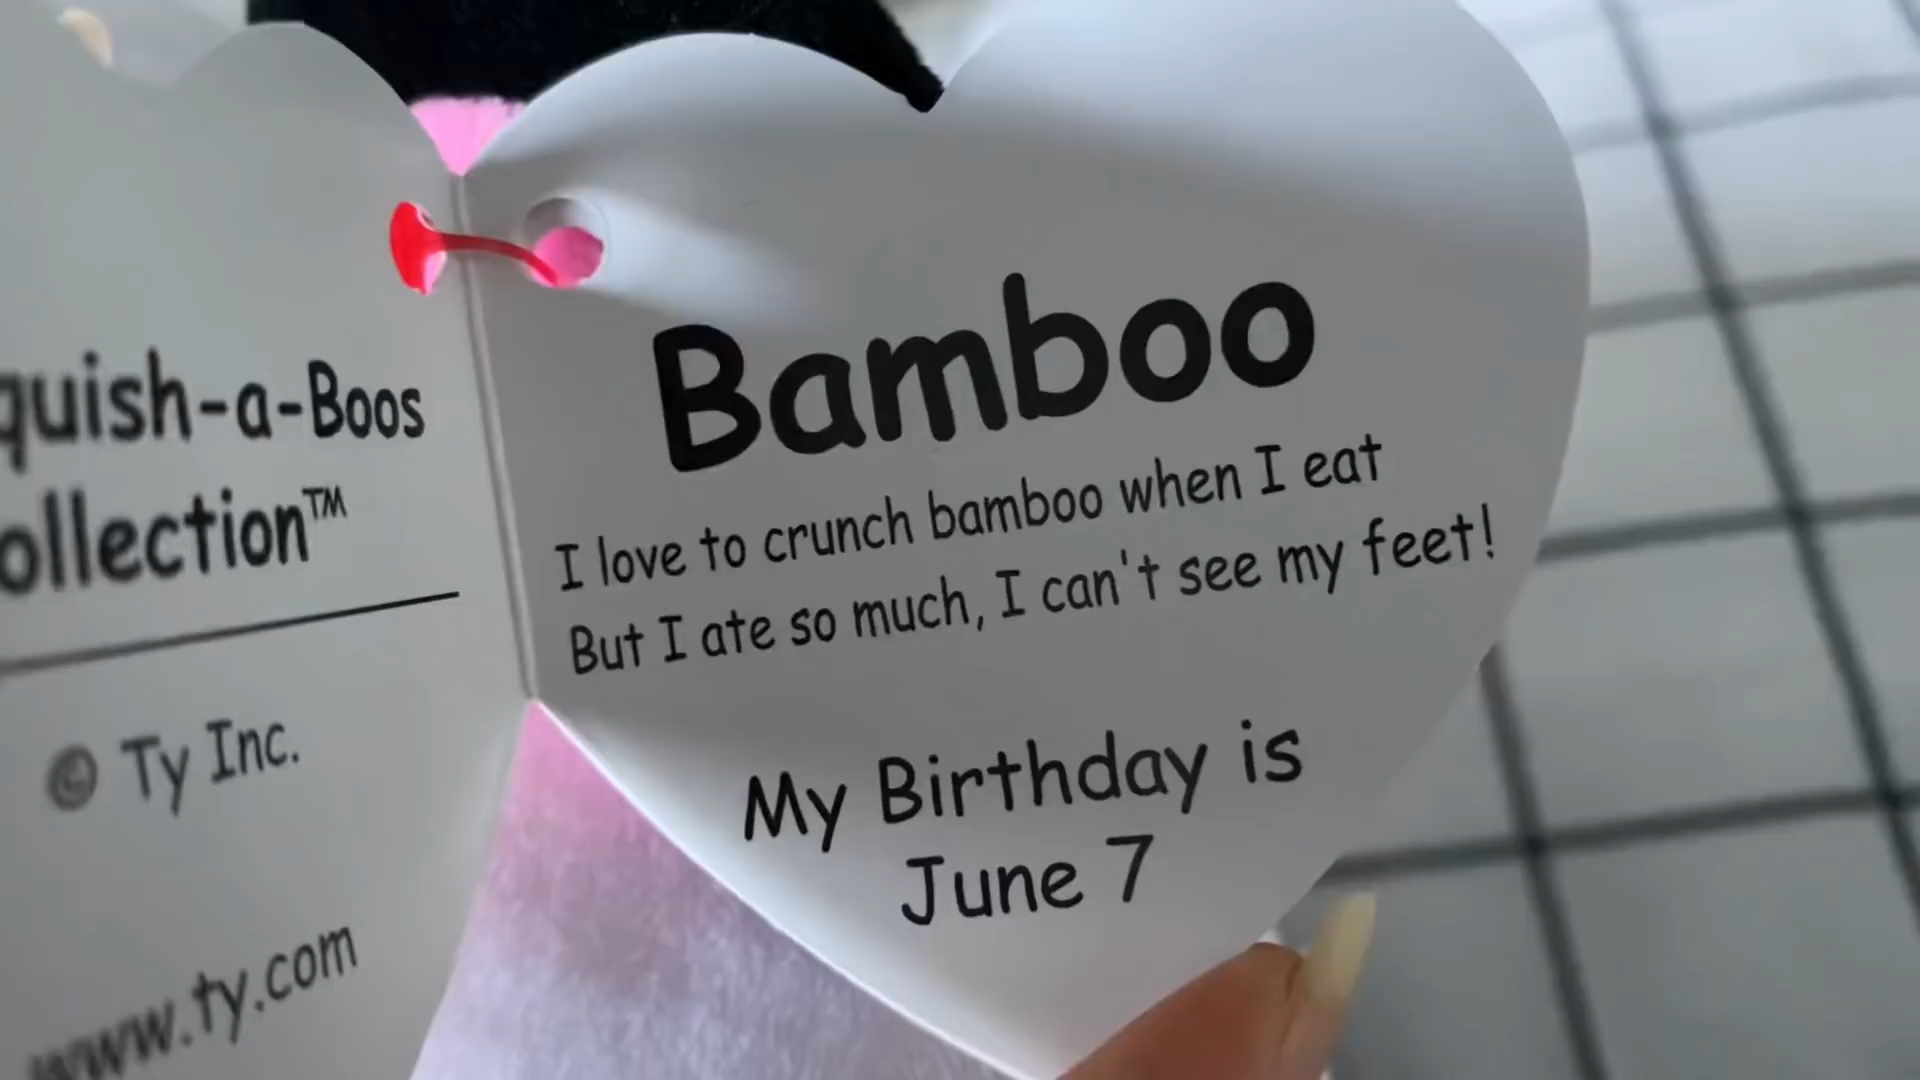 quish-a-Boos
ollection™
© Ty Inc.
www.ty.com
Bamboo
I love to crunch bamboo when I eat
But I ate so much, I can't see my feet!
My Birthday is
June 7